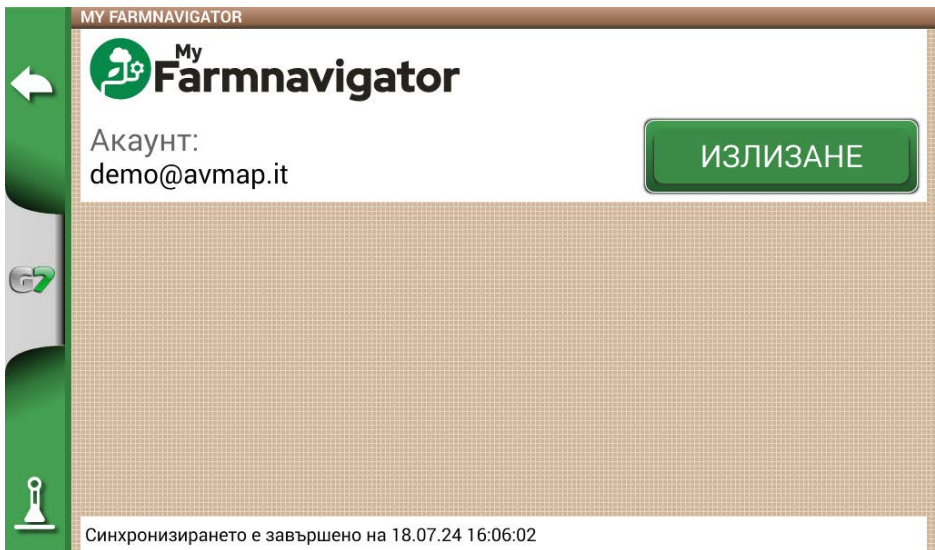 MY FARMNAVIGATOR
My
Farmnavigator
Акаунт:
demo@avmap.it
ИЗЛИЗАНЕ
G7
Синхронизирането е завършено на 18.07.24 16:06:02